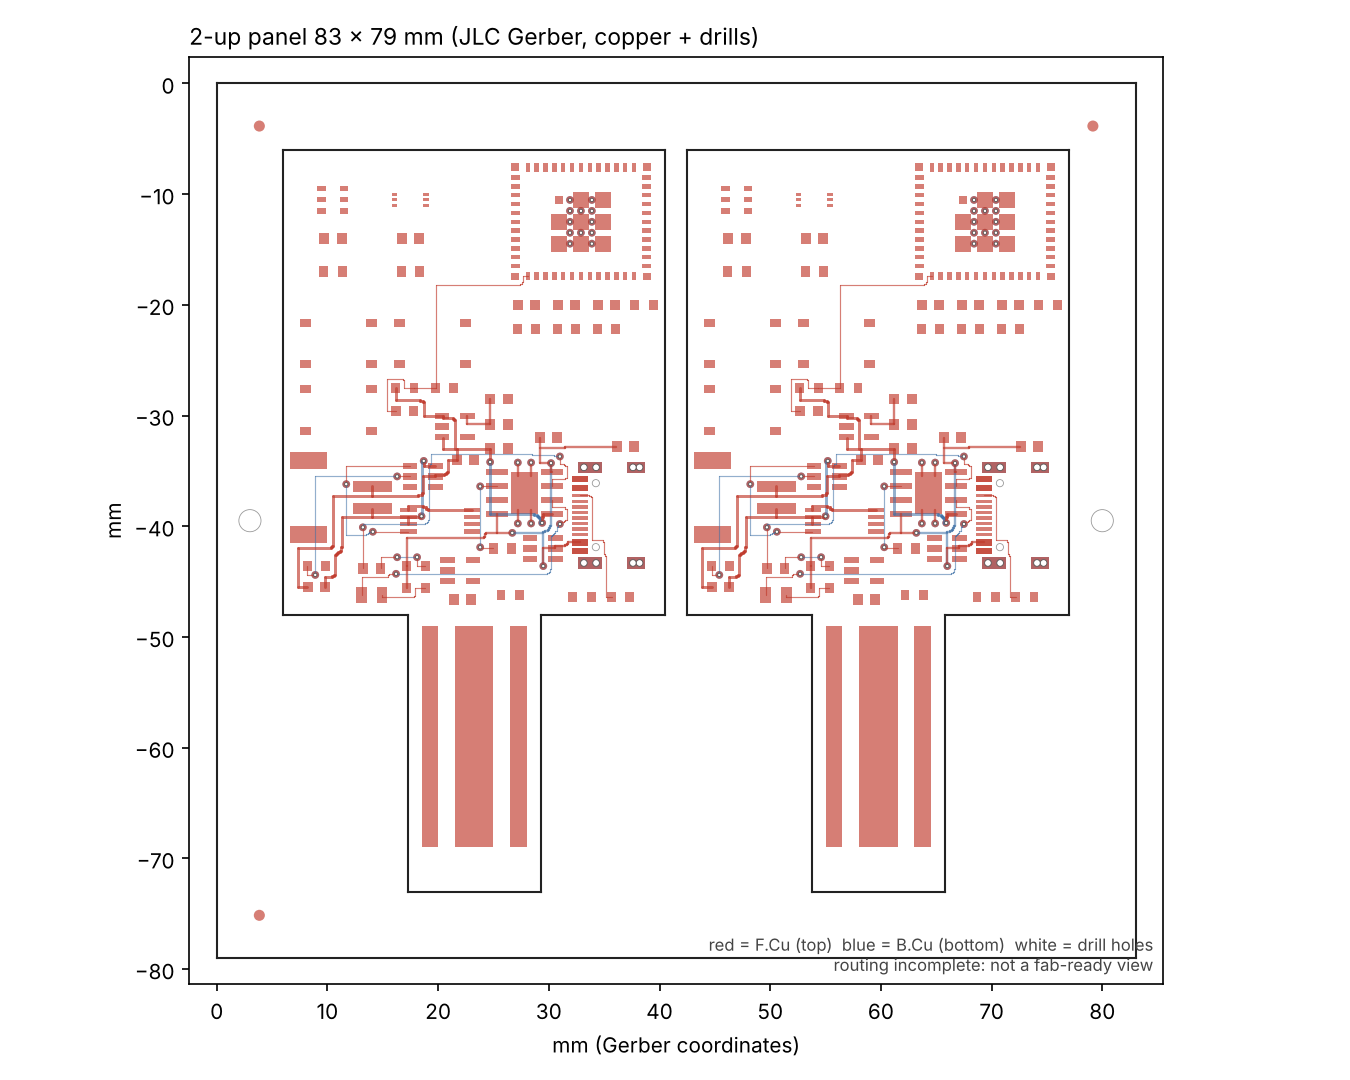 2-up panel 83 × 79 mm (JLC Gerber, copper + drills)
0
−10
−20
−30
−40
−50
−60
−70
−80
mm
red = F.Cu (top)  blue = B.Cu (bottom)  white = drill holes
routing incomplete: not a fab-ready view
0 10 20 30 40 50 60 70 80
mm (Gerber coordinates)